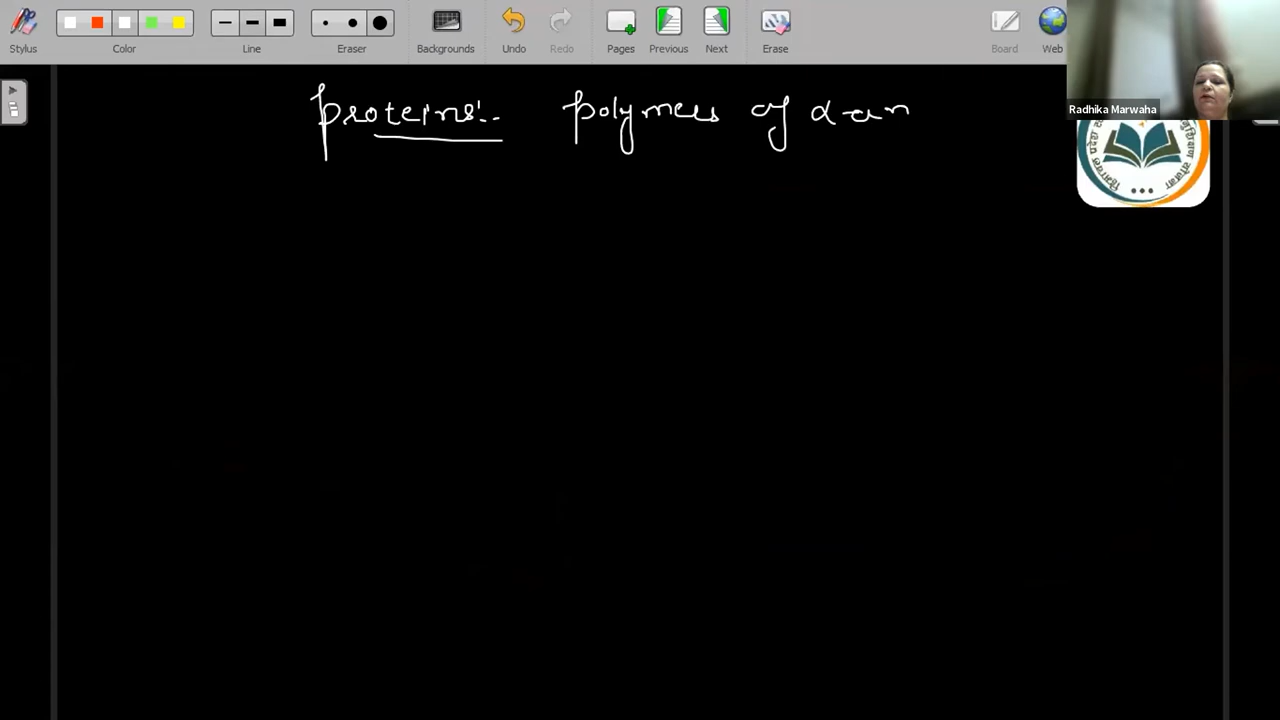 Stylus Color Line Eraser Backgrounds Undo Redo Pages Previous Next Erase Board Web
Radhika Marwaha
Proteins:- Polymers of α-am